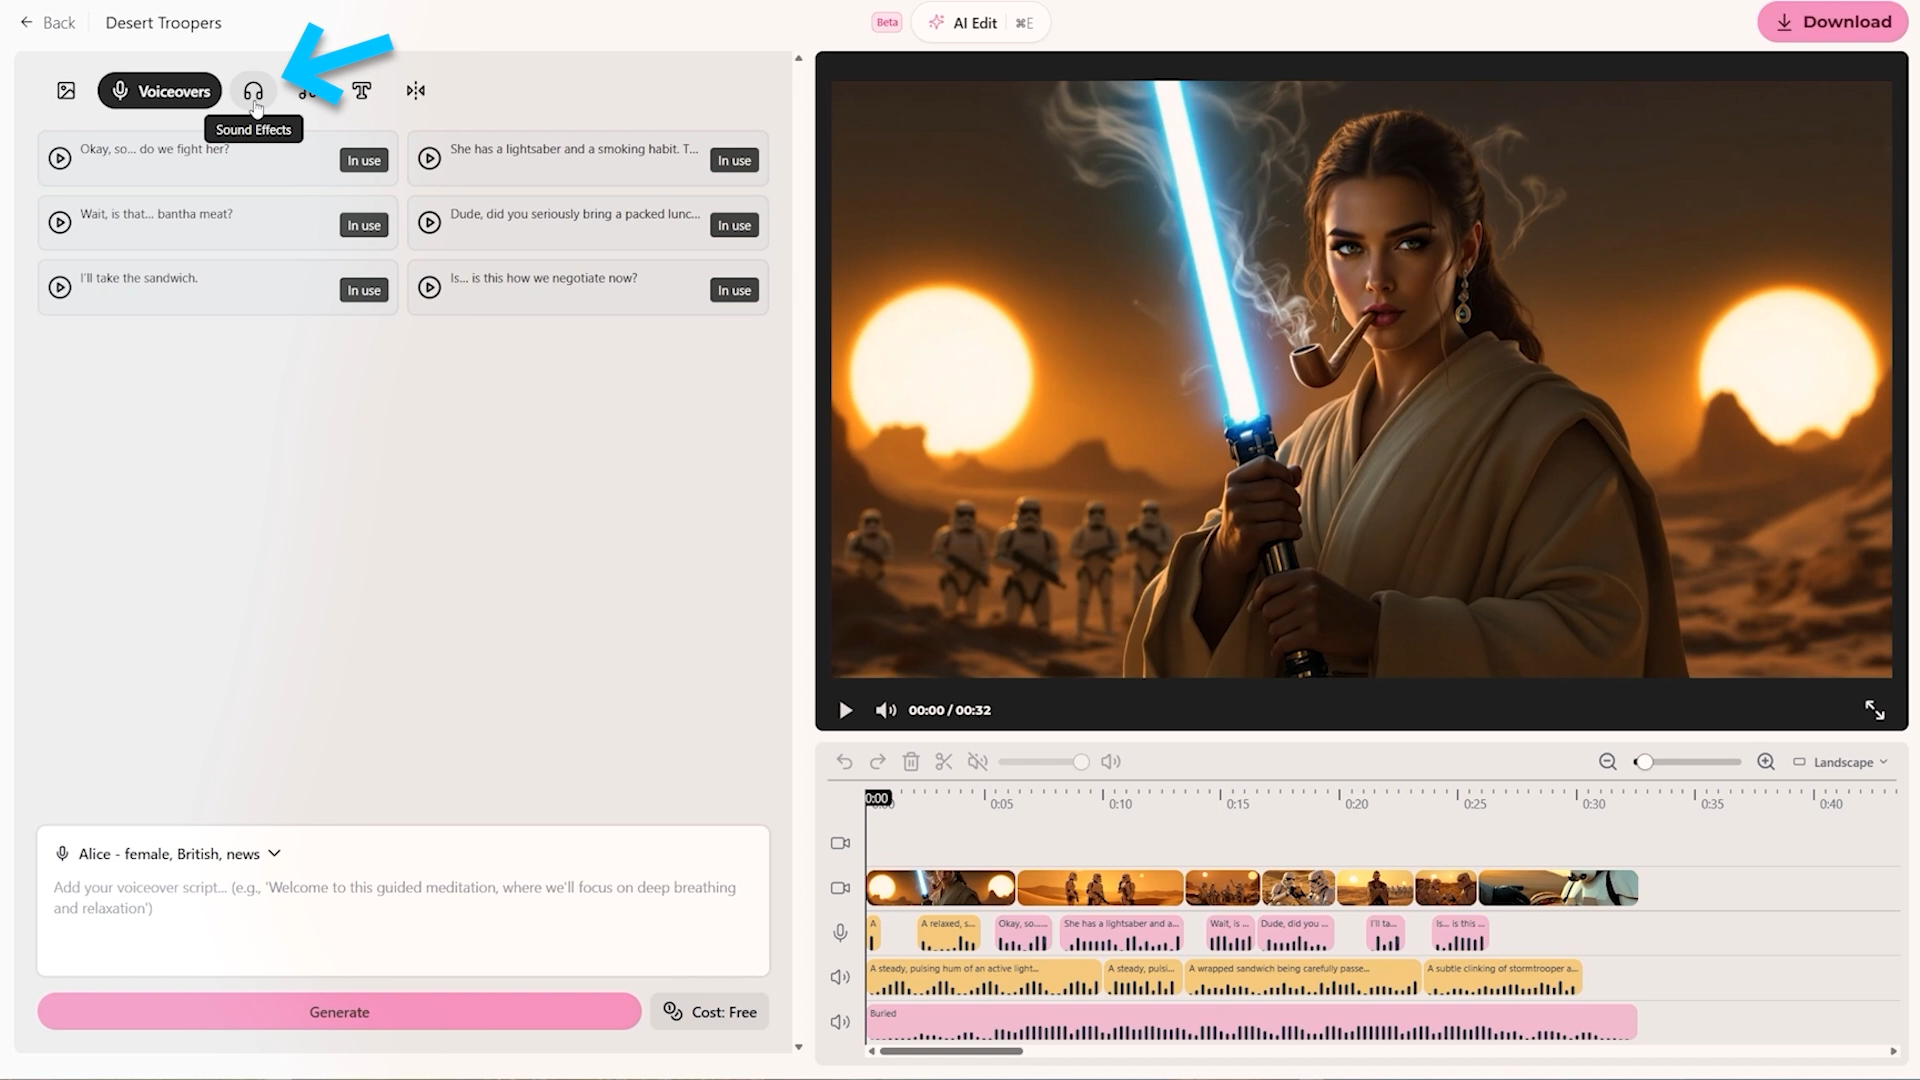 Back
Desert Troopers
Beta
AI Edit
⌘E
Download
Voiceovers
Sound Effects
Okay, so... do we fight her?
In use
She has a lightsaber and a smoking habit. T...
In use
Wait, is that... bantha meat?
In use
Dude, did you seriously bring a packed lunc...
In use
I'll take the sandwich.
In use
Is... is this how we negotiate now?
In use
00:00 / 00:32
Landscape
0:00
0:05
0:10
0:15
0:20
0:25
0:30
0:35
0:40
A
A relaxed, s...
Okay, so......
She has a lightsaber and a...
Wait, is ...
Dude, did you ...
I'll ta...
Is... is this ...
A steady, pulsing hum of an active light...
A steady, pulsi...
A wrapped sandwich being carefully passe...
A subtle clinking of stormtrooper a...
Buried
Alice - female, British, news
Add your voiceover script... (e.g., 'Welcome to this guided meditation, where we'll focus on deep breathing
and relaxation')
Generate
Cost: Free